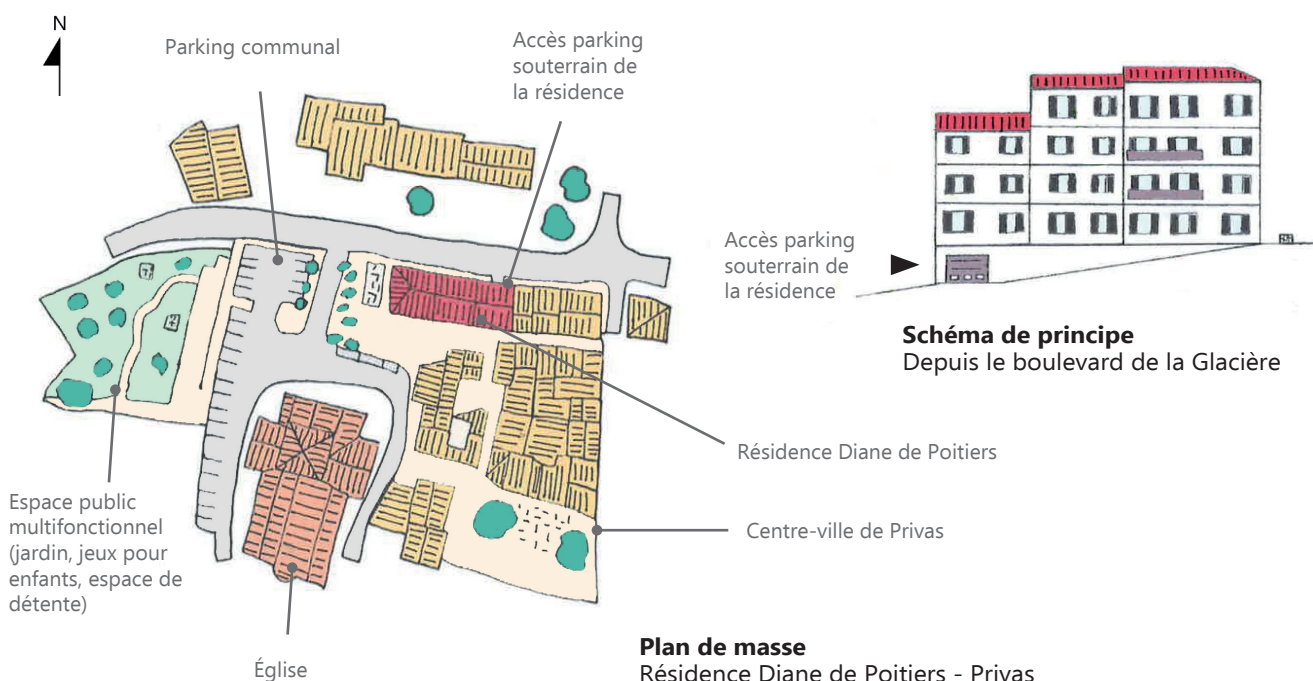 N
Parking communal
Accès parking
souterrain de
la résidence
Accès parking
souterrain de
la résidence
Schéma de principe
Depuis le boulevard de la Glacière
Résidence Diane de Poitiers
Centre-ville de Privas
Espace public
multifonctionnel
(jardin, jeux pour
enfants, espace de
détente)
Église
Plan de masse
Résidence Diane de Poitiers - Privas